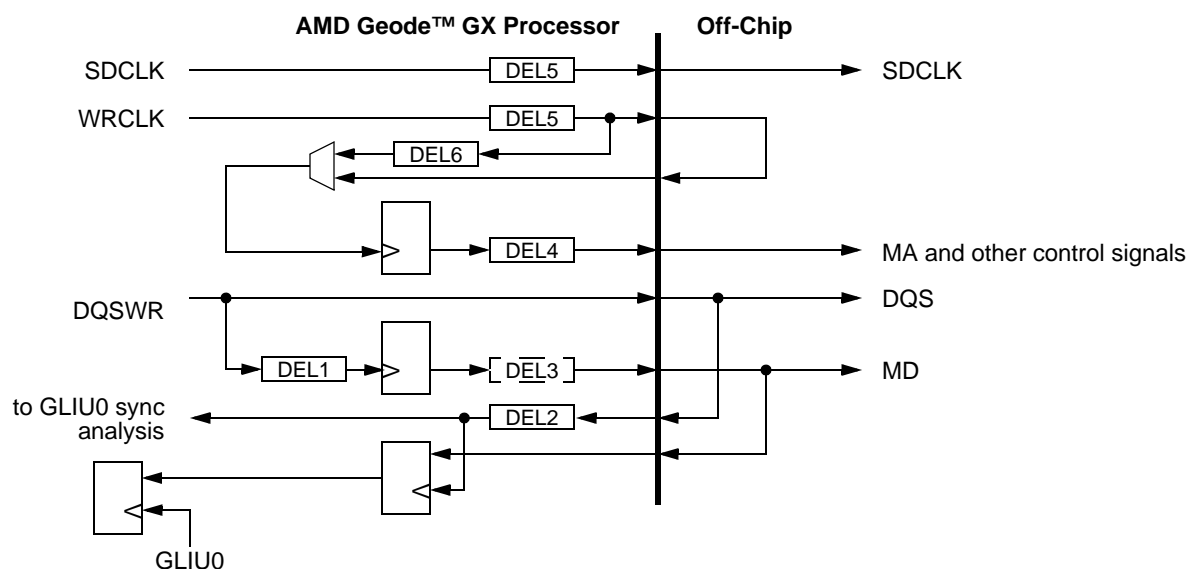 AMD Geode™ GX Processor
Off-Chip
SDCLK
DEL5
SDCLK
WRCLK
DEL5
DEL6
DEL4
MA and other control signals
DQSWR
DQS
DEL1
DEL3
MD
to GLIU0 sync
analysis
DEL2
GLIU0